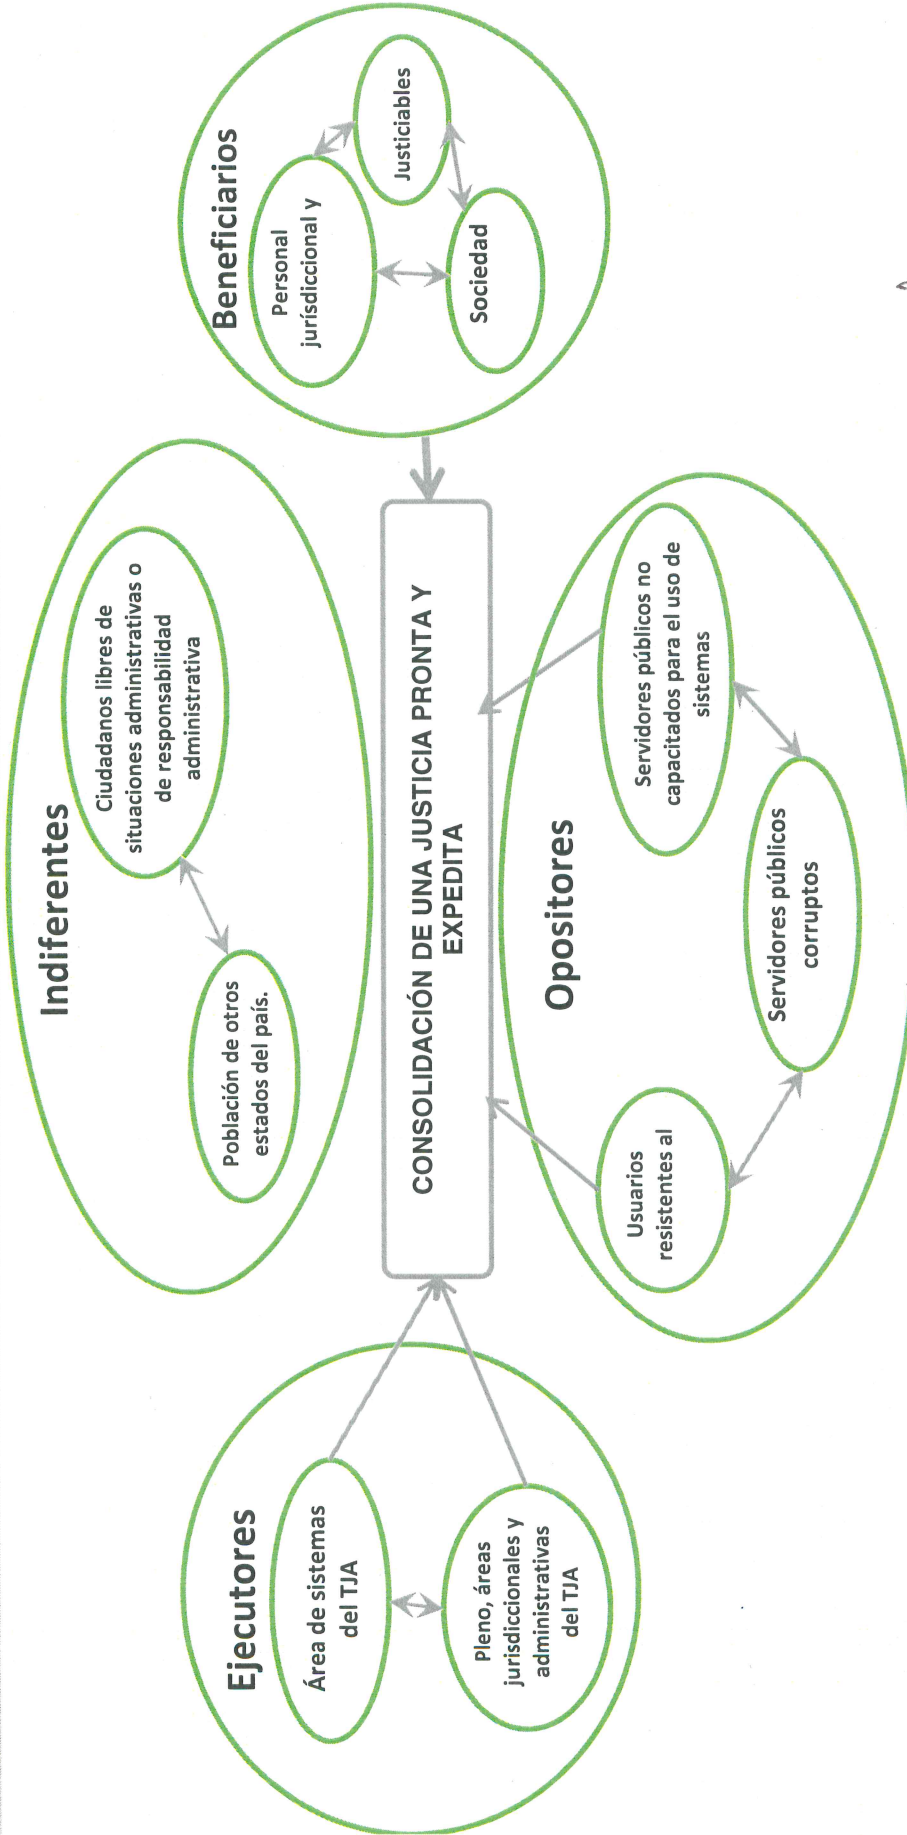 Indiferentes
Población de otros
estados del país.
Ciudadanos libres de
situaciones administrativas o
de responsabilidad
administrativa
Ejecutores
Área de sistemas
del TJA
Pleno, áreas
jurisdiccionales y
administrativas
del TJA
CONSOLIDACIÓN DE UNA JUSTICIA PRONTA Y
EXPEDITA
Beneficiarios
Personal
jurisdiccional y
Justiciables
Sociedad
Opositores
Usuarios
resistentes al
Servidores públicos no
capacitados para el uso de
sistemas
Servidores públicos
corruptos